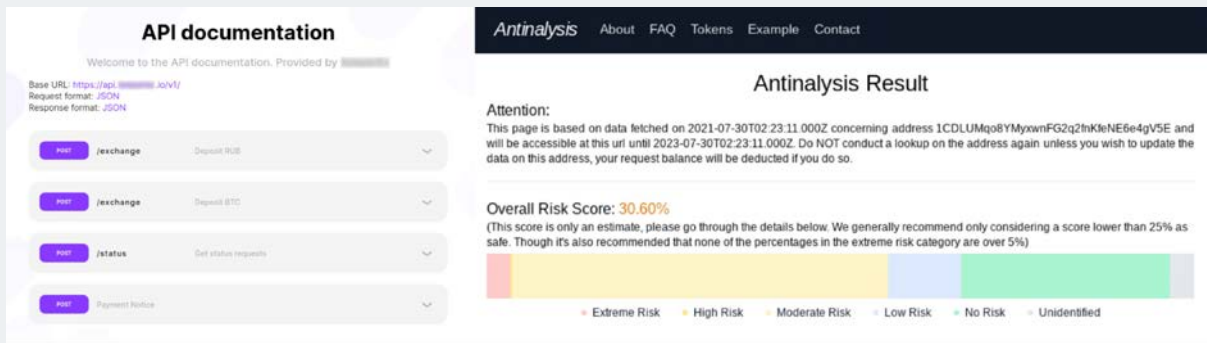 API documentation
Welcome to the API documentation. Provided by
Base URL: https://api. .io/v1/
Request format: JSON
Response format: JSON
POST /exchange Deposit RUB
POST /exchange Deposit BTC
POST /status Get status requests
POST Payment Notice
Antinalysis About FAQ Tokens Example Contact
Antinalysis Result
Attention:
This page is based on data fetched on 2021-07-30T02:23:11.000Z concerning address 1CDLUMqo8YMyxwnFG2q2fnKfeNE6e4gV5E and
will be accessible at this url until 2023-07-30T02:23:11.000Z. Do NOT conduct a lookup on the address again unless you wish to update the
data on this address, your request balance will be deducted if you do so.
Overall Risk Score: 30.60%
(This score is only an estimate, please go through the details below. We generally recommend only considering a score lower than 25% as
safe. Though it's also recommended that none of the percentages in the extreme risk category are over 5%)
Extreme Risk High Risk Moderate Risk Low Risk No Risk Unidentified